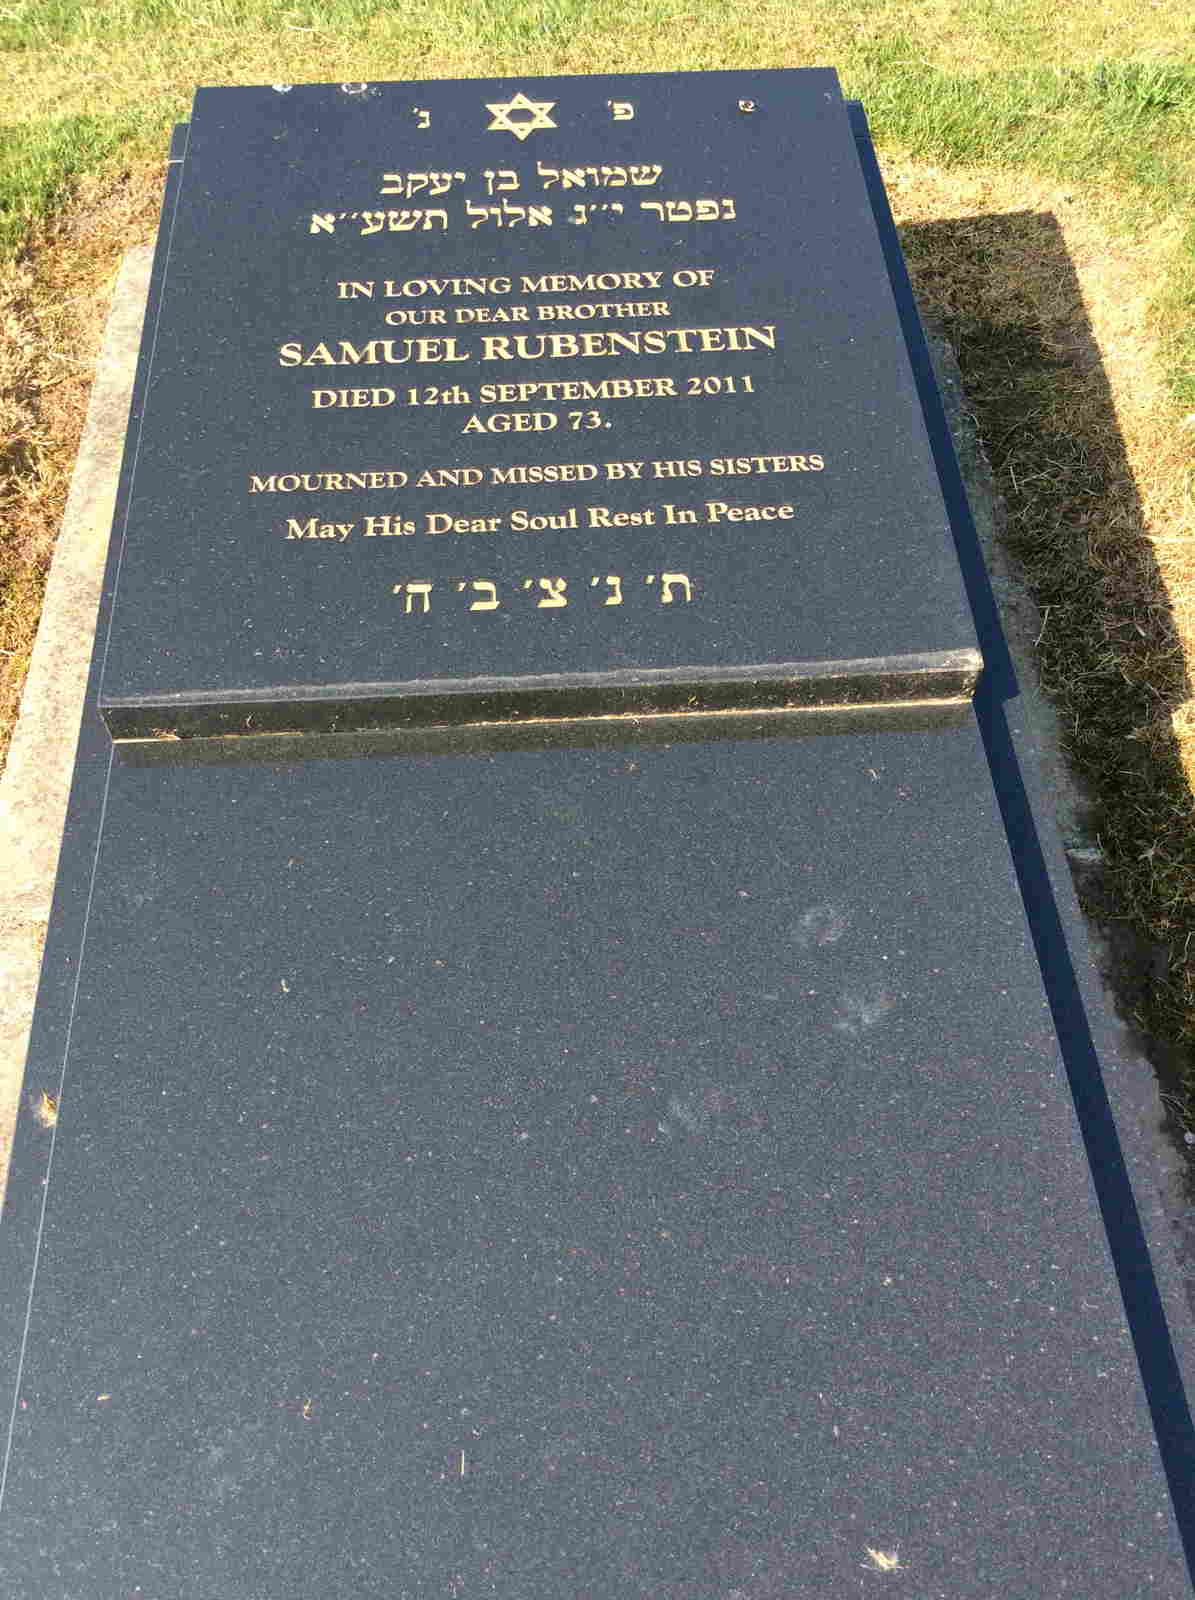 פ' נ'
שמואל בן יעקב
נפטר י''ג אלול תשע''א
IN LOVING MEMORY OF
OUR DEAR BROTHER
SAMUEL RUBENSTEIN
DIED 12th SEPTEMBER 2011
AGED 73.
MOURNED AND MISSED BY HIS SISTERS
May His Dear Soul Rest In Peace
ת' נ' צ' ב' ה'